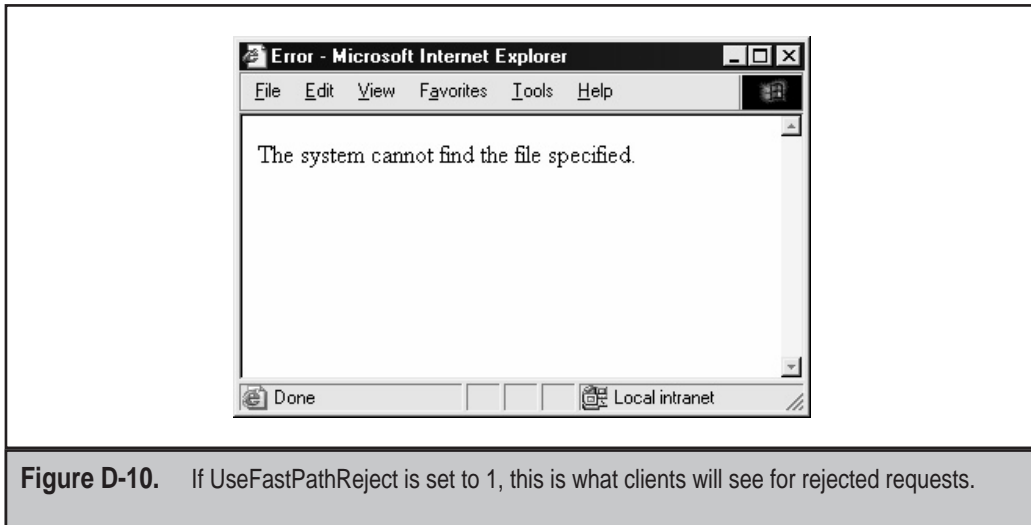 Error - Microsoft Internet Explorer
File Edit View Favorites Tools Help
The system cannot find the file specified.
Done Local intranet
Figure D-10. If UseFastPathReject is set to 1, this is what clients will see for rejected requests.